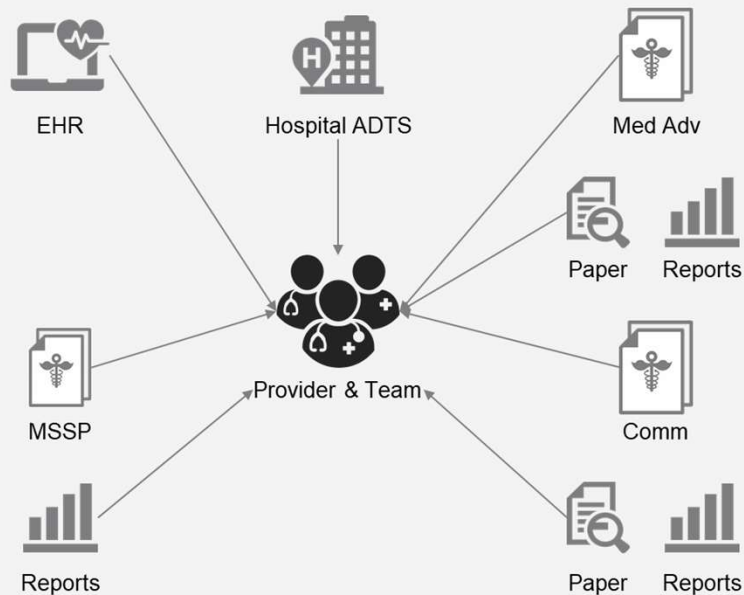 EHR
Hospital ADTS
Med Adv
H
Paper
Reports
Provider & Team
MSSP
Comm
Reports
Paper
Reports